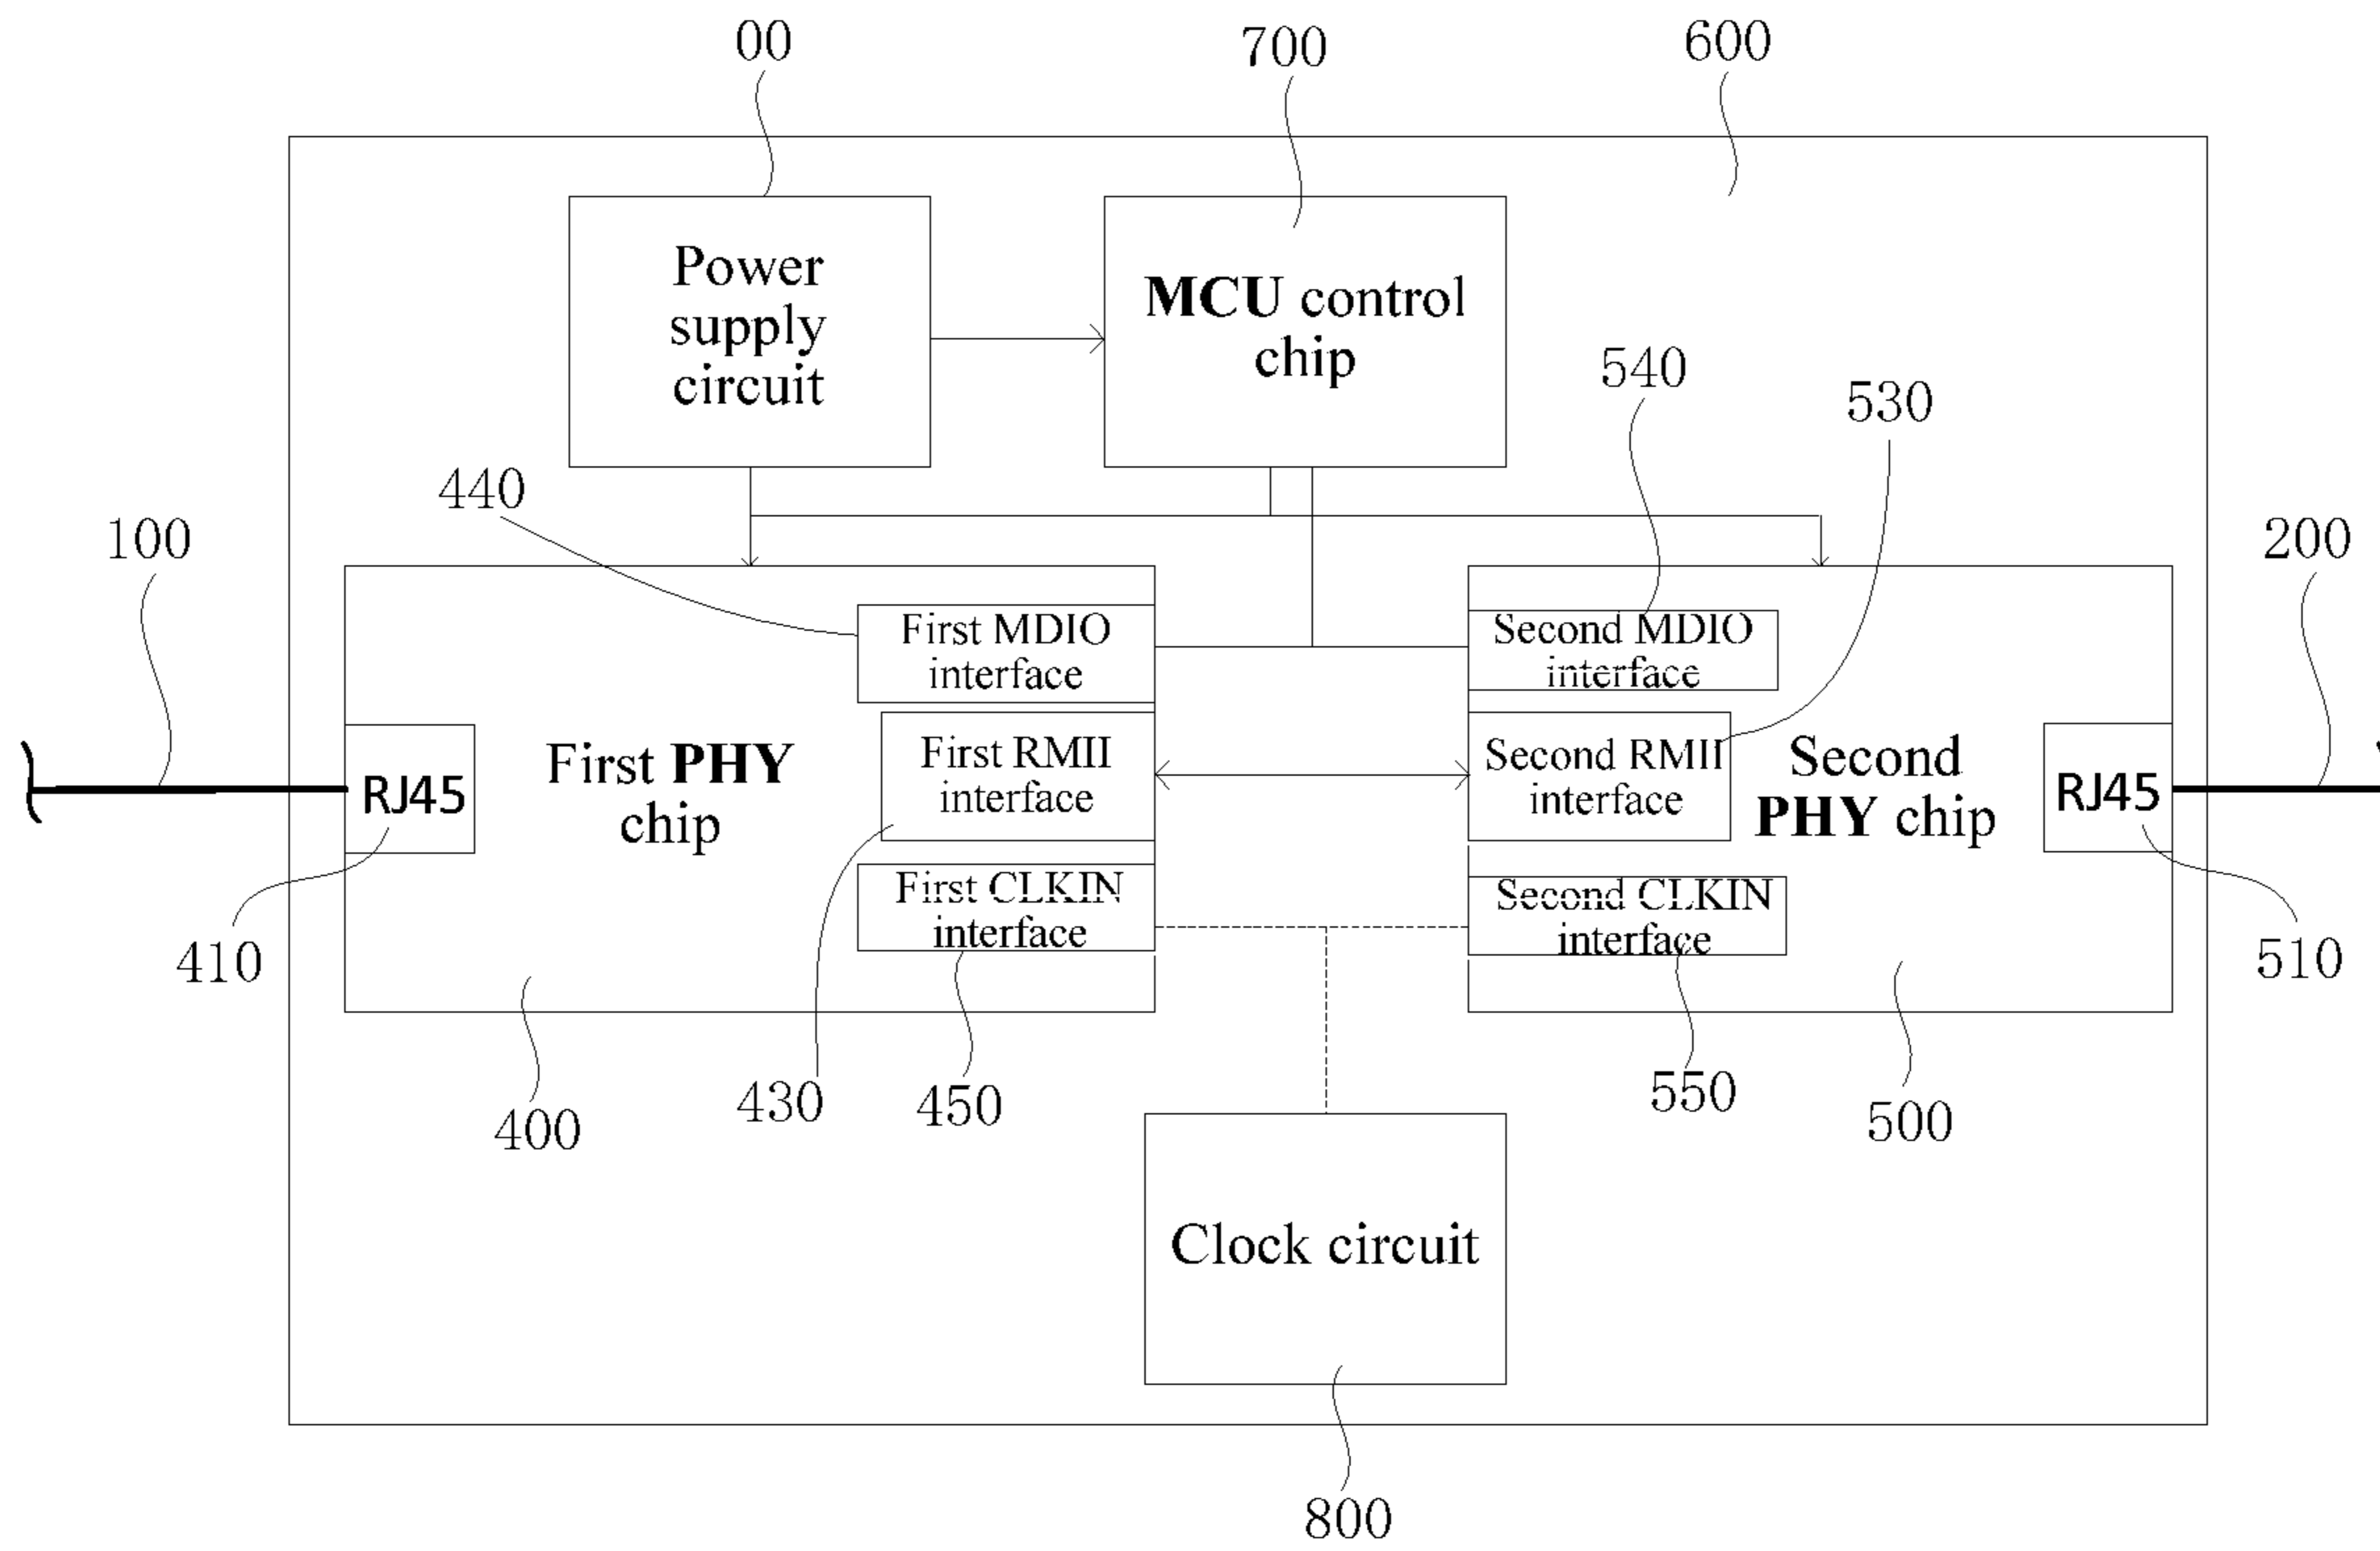 00
700
600
Power
supply
circuit
MCU control
chip
540
530
440
100
200
First MDIO
interface
Second MDIO
interface
First RMII
interface
Second RMII
interface
First PHY
chip
Second
PHY chip
RJ45
RJ45
First CLKIN
interface
Second CLKIN
interface
410
510
430
450
550
400
500
Clock circuit
800